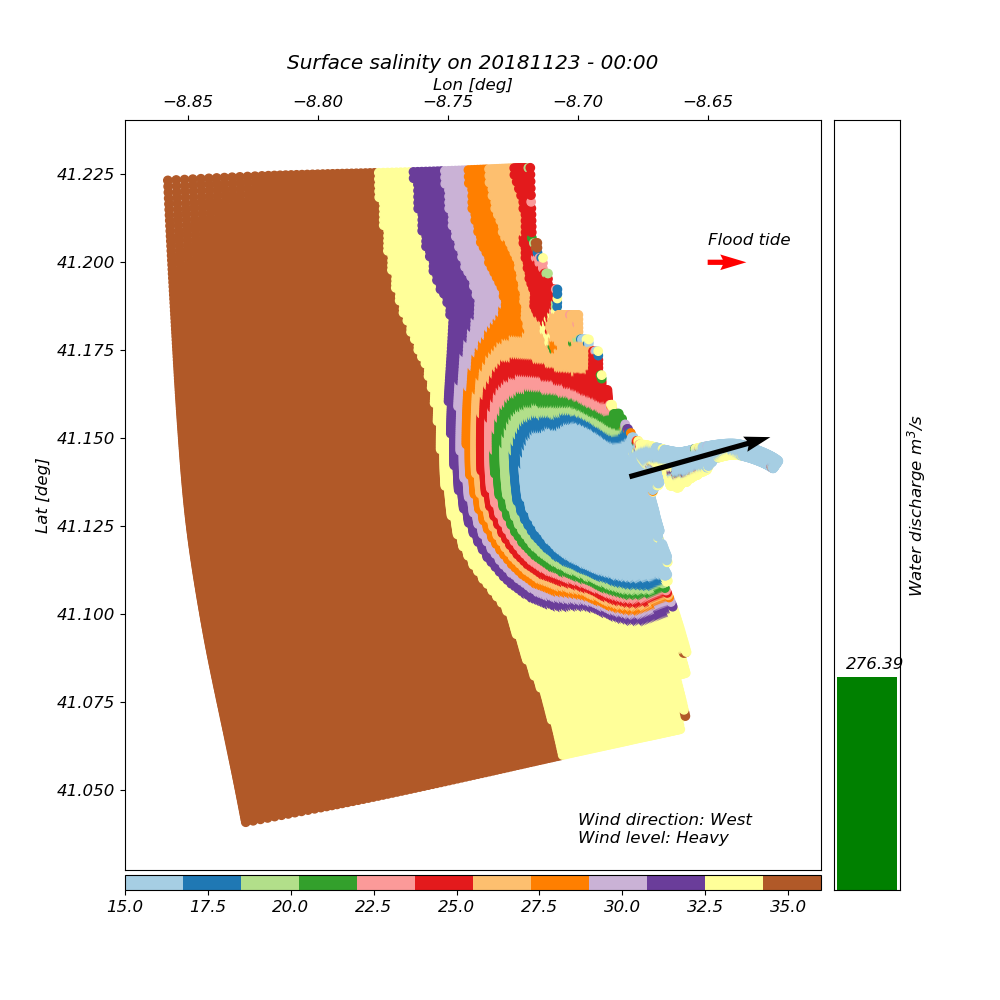 Surface salinity on 20181123 - 00:00
Lon [deg]
−8.85 −8.80 −8.75 −8.70 −8.65
41.225
41.200
41.175
41.150
41.125
41.100
41.075
41.050
Lat [deg]
Flood tide
Wind direction: West
Wind level: Heavy
15.0 17.5 20.0 22.5 25.0 27.5 30.0 32.5 35.0
276.39
Water discharge m³/s